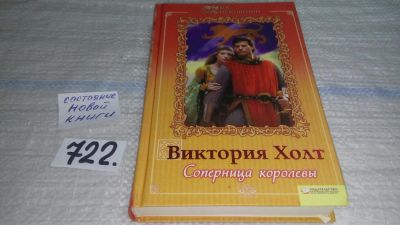 состояние
новой
книги
722.
Виктория Холт
Соперница королевы